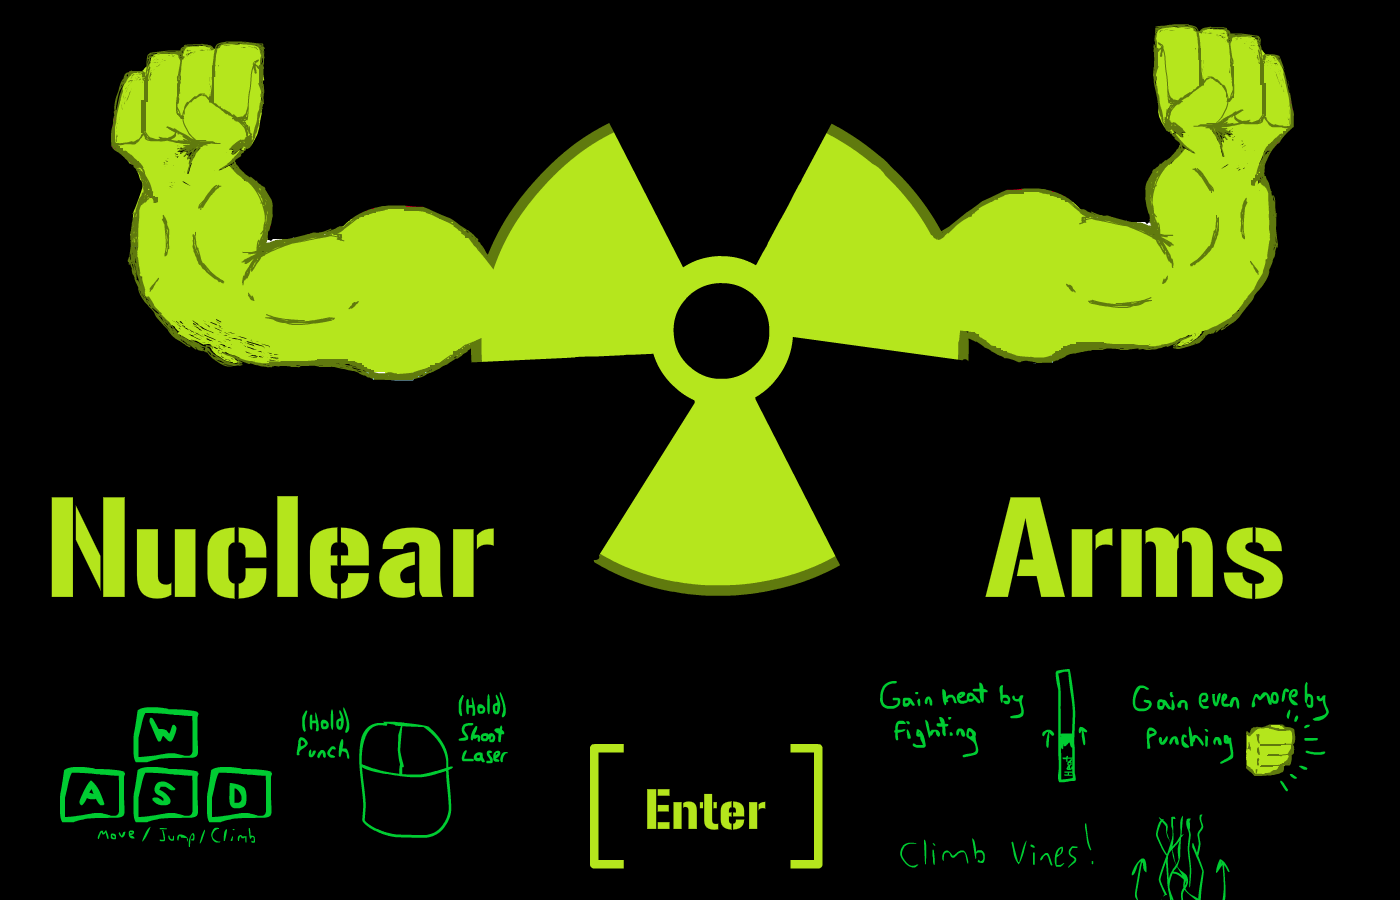 Nuclear Arms
W
A S D
Move / Jump / Climb
(Hold)
Punch
(Hold)
Shoot
Laser
[Enter]
Gain heat by
Fighting
Heat
Gain even more by
Punching
Climb Vines!